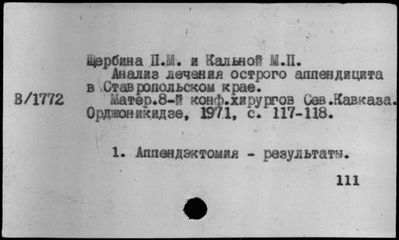 Щербина П.М. и Кальной М.П.
Анализ лечения острого аппендицита
в Ставропольском крае.
В/1772
Матер.8-й конф.хирургов Сев.Кавказа.
Орджоникидзе, 1971, с. 117-118.
1. Аппендэктомия - результаты.
111